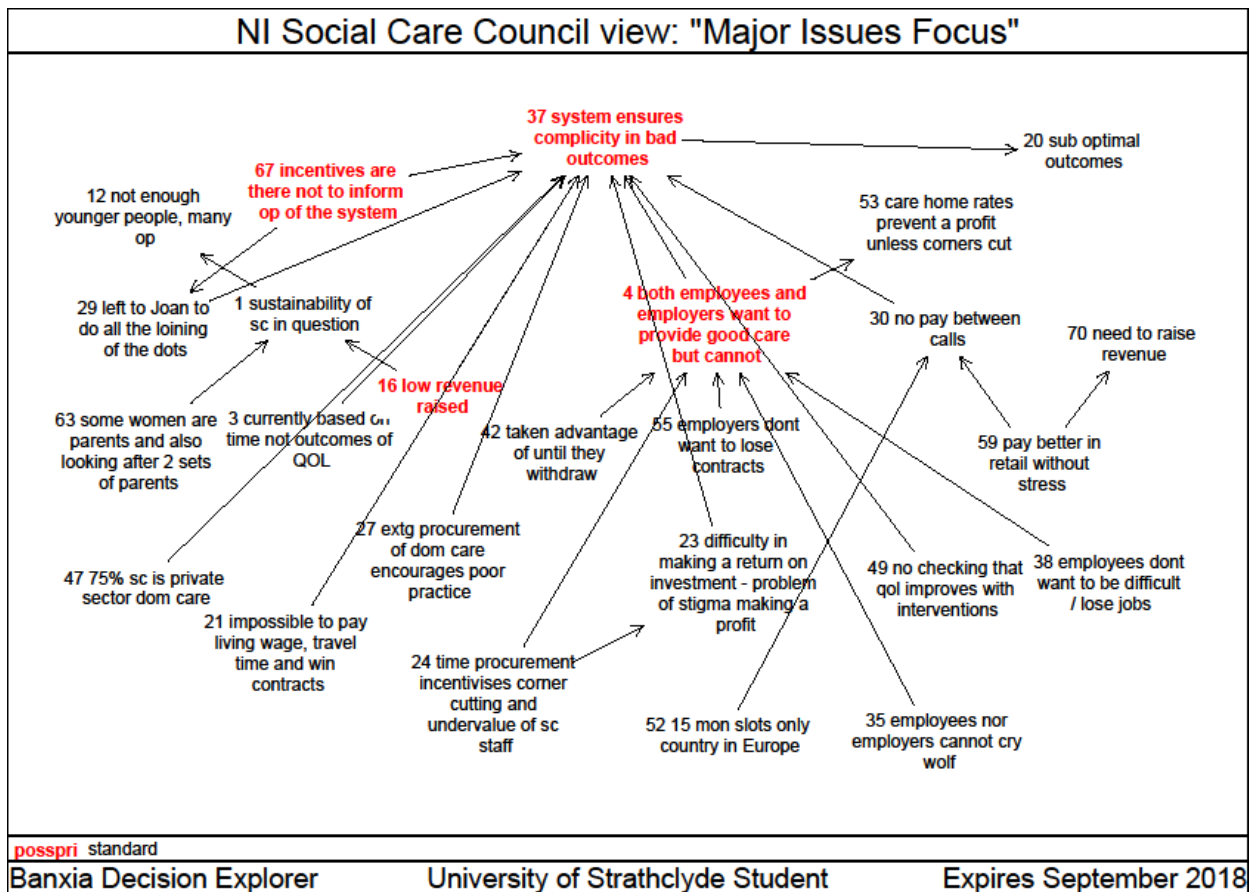 NI Social Care Council view: "Major Issues Focus"
37 system ensures
complicity in bad
outcomes
20 sub optimal
outcomes
67 incentives are
there not to inform
op of the system
12 not enough
younger people, many
op
53 care home rates
prevent a profit
unless corners cut
29 left to Joan to
do all the loining
of the dots
1 sustainability of
sc in question
4 both employees and
employers want to
provide good care
but cannot
30 no pay between
calls
70 need to raise
revenue
16 low revenue
raised
63 some women are
parents and also
looking after 2 sets
of parents
3 currently based on
time not outcomes of
QOL
42 taken advantage
of until they
withdraw
55 employers dont
want to lose
contracts
59 pay better in
retail without
stress
47 75% sc is private
sector dom care
27 extg procurement
of dom care
encourages poor
practice
23 difficulty in
making a return on
investment - problem
of stigma making a
profit
49 no checking that
qol improves with
interventions
38 employees dont
want to be difficult
/ lose jobs
21 impossible to pay
living wage, travel
time and win
contracts
24 time procurement
incentivises corner
cutting and
undervalue of sc
staff
52 15 mon slots only
country in Europe
35 employees nor
employers cannot cry
wolf
posspri standard
Banxia Decision Explorer University of Strathclyde Student Expires September 2018